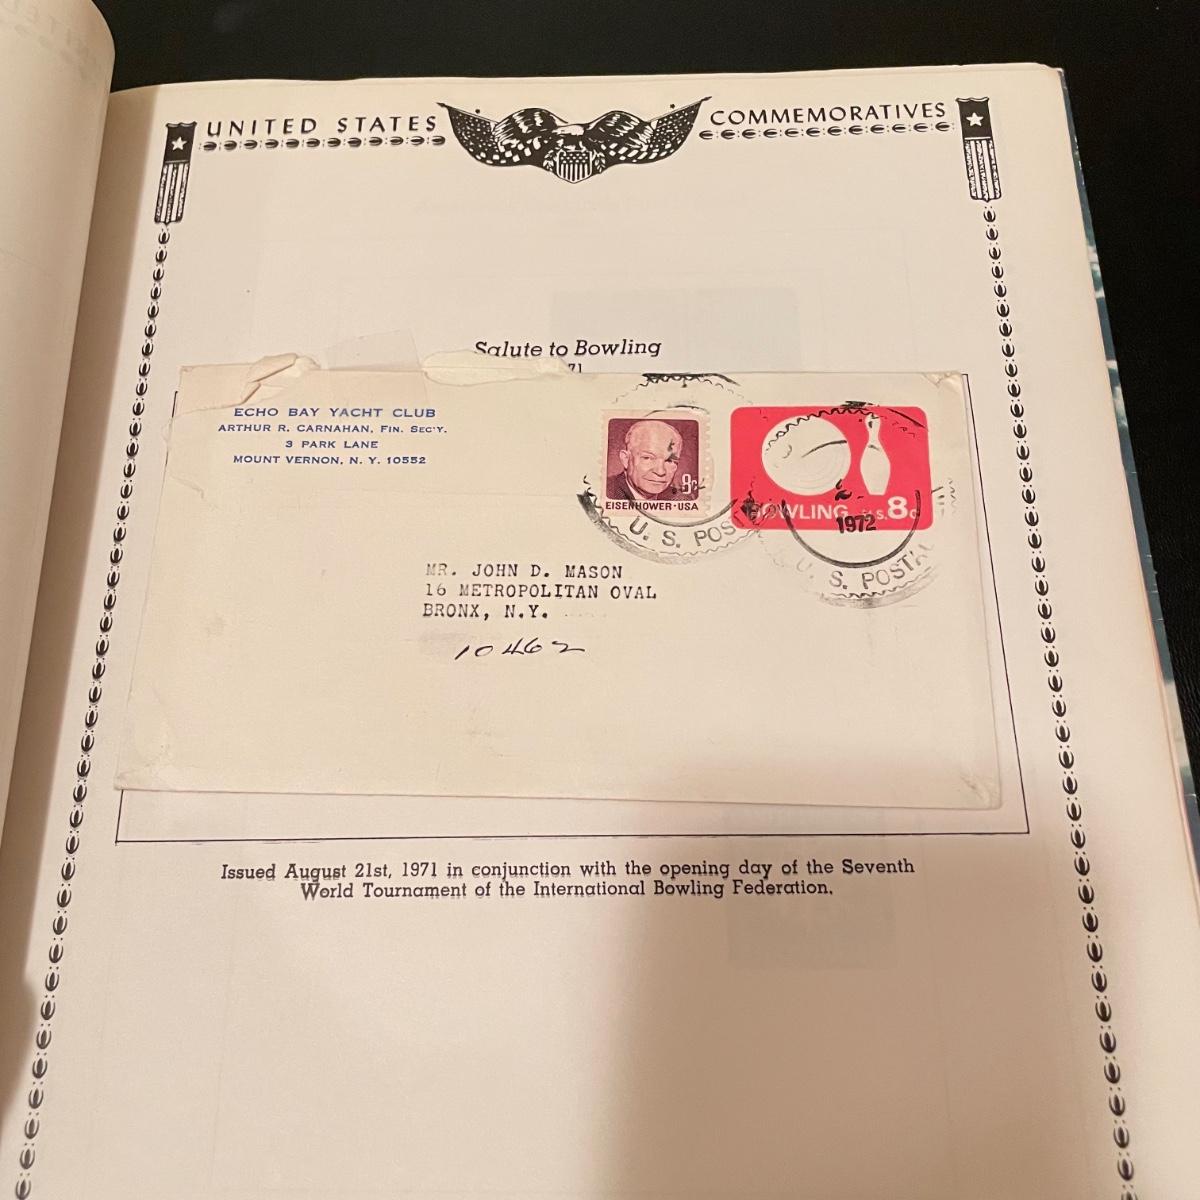 UNITED STATES COMMEMORATIVES
Salute to Bowling
71
ECHO BAY YACHT CLUB
ARTHUR R. CARNAHAN, FIN. SEC'Y.
3 PARK LANE
MOUNT VERNON, N. Y. 10552
8c
EISENHOWER·USA
U. S. POS
BOWLING U.S. 8c
1972
U. S. POSTAL
MR. JOHN D. MASON
16 METROPOLITAN OVAL
BRONX, N.Y.
10462
Issued August 21st, 1971 in conjunction with the opening day of the Seventh
World Tournament of the International Bowling Federation.